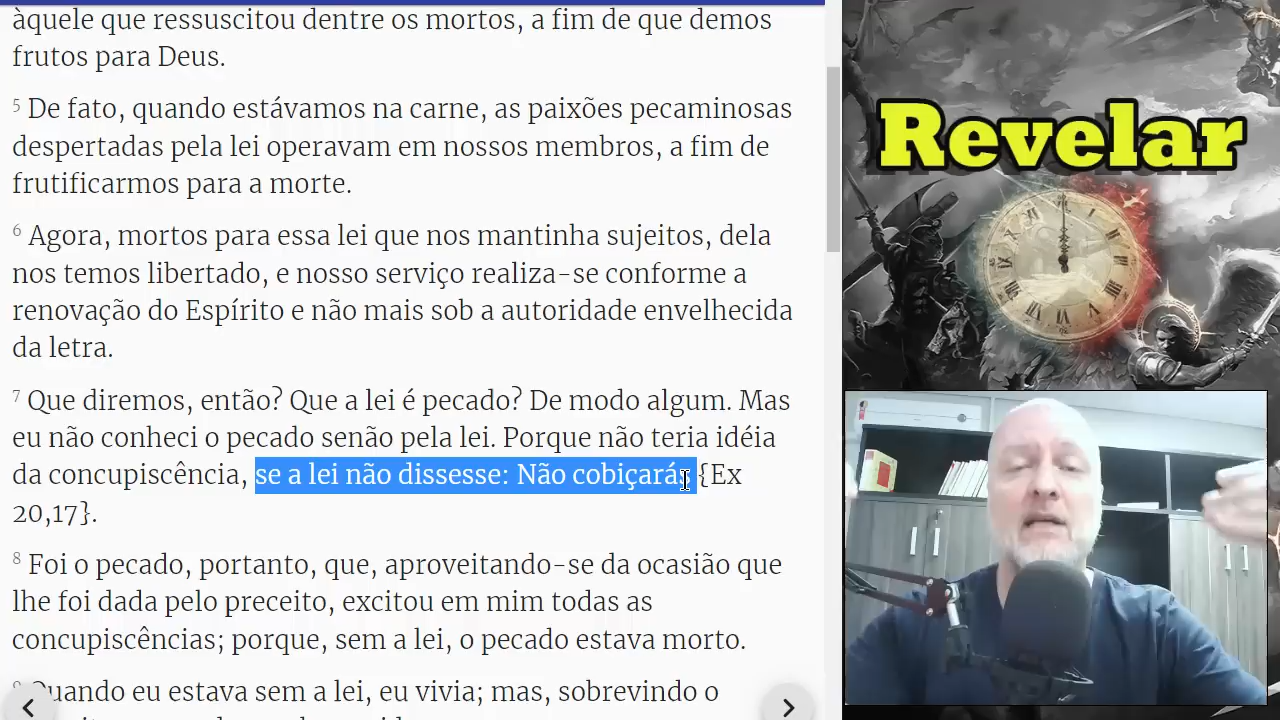 àquele que ressuscitou dentre os mortos, a fim de que demos
frutos para Deus.
5 De fato, quando estávamos na carne, as paixões pecaminosas
despertadas pela lei operavam em nossos membros, a fim de
frutificarmos para a morte.
6 Agora, mortos para essa lei que nos mantinha sujeitos, dela
nos temos libertado, e nosso serviço realiza-se conforme a
renovação do Espírito e não mais sob a autoridade envelhecida
da letra.
7 Que diremos, então? Que a lei é pecado? De modo algum. Mas
eu não conheci o pecado senão pela lei. Porque não teria idéia
da concupiscência, se a lei não dissesse: Não cobiçarás {Ex
20,17}.
8 Foi o pecado, portanto, que, aproveitando-se da ocasião que
lhe foi dada pelo preceito, excitou em mim todas as
concupiscências; porque, sem a lei, o pecado estava morto.
Quando eu estava sem a lei, eu vivia; mas, sobrevindo o
Revelar